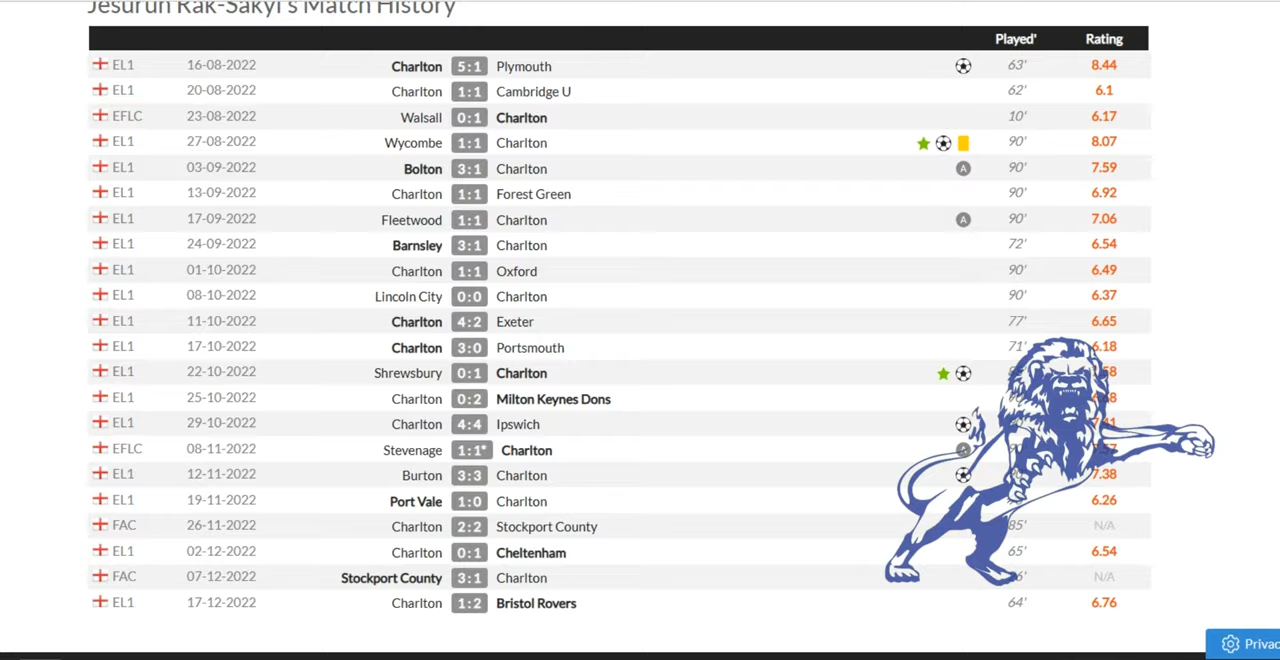 Jesurun Rak-Sakyi's Match History
Played' Rating
EL1 16-08-2022 Charlton 5:1 Plymouth 63' 8.44
EL1 20-08-2022 Charlton 1:1 Cambridge U 62' 6.1
EFLC 23-08-2022 Walsall 0:1 Charlton 10' 6.17
EL1 27-08-2022 Wycombe 1:1 Charlton 90' 8.07
EL1 03-09-2022 Bolton 3:1 Charlton A 90' 7.59
EL1 13-09-2022 Charlton 1:1 Forest Green 90' 6.92
EL1 17-09-2022 Fleetwood 1:1 Charlton A 90' 7.06
EL1 24-09-2022 Barnsley 3:1 Charlton 72' 6.54
EL1 01-10-2022 Charlton 1:1 Oxford 90' 6.49
EL1 08-10-2022 Lincoln City 0:0 Charlton 90' 6.37
EL1 11-10-2022 Charlton 4:2 Exeter 77' 6.65
EL1 17-10-2022 Charlton 3:0 Portsmouth 71' 6.18
EL1 22-10-2022 Shrewsbury 0:1 Charlton
EL1 25-10-2022 Charlton 0:2 Milton Keynes Dons
EL1 29-10-2022 Charlton 4:4 Ipswich
EFLC 08-11-2022 Stevenage 1:1* Charlton A
EL1 12-11-2022 Burton 3:3 Charlton 7.38
EL1 19-11-2022 Port Vale 1:0 Charlton 6.26
FAC 26-11-2022 Charlton 2:2 Stockport County 85' N/A
EL1 02-12-2022 Charlton 0:1 Cheltenham 65' 6.54
FAC 07-12-2022 Stockport County 3:1 Charlton N/A
EL1 17-12-2022 Charlton 1:2 Bristol Rovers 64' 6.76